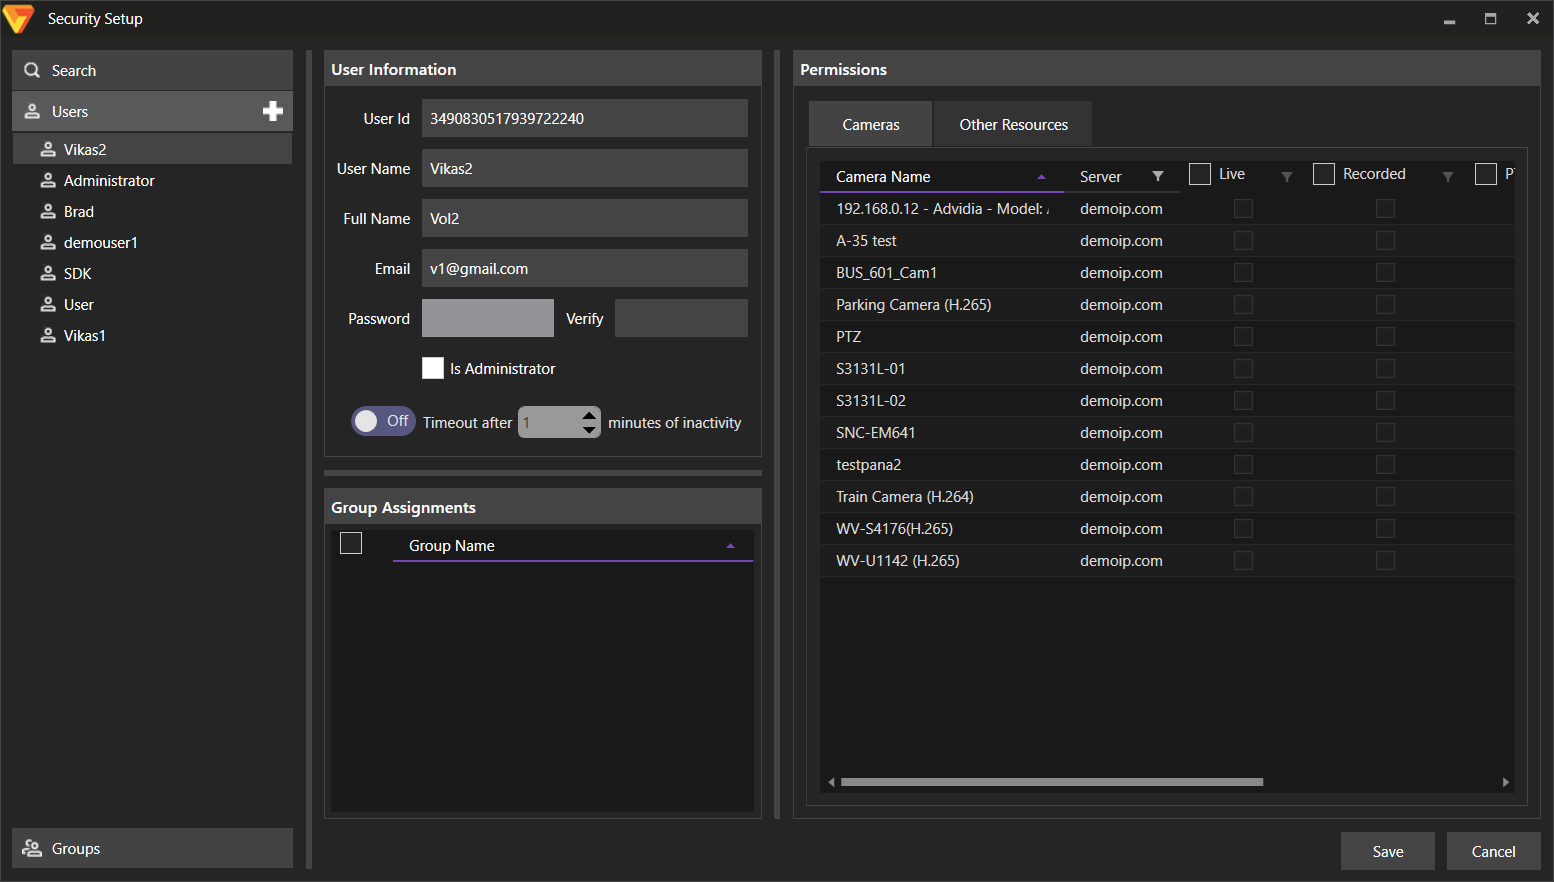 Security Setup
Search
Users
Vikas2
Administrator
Brad
demouser1
SDK
User
Vikas1
Groups
User Information
User Id 3490830517939722240
User Name Vikas2
Full Name Vol2
Email v1@gmail.com
Password Verify
Is Administrator
Off Timeout after 1 minutes of inactivity
Group Assignments
Group Name
Permissions
Cameras Other Resources
Camera Name Server Live Recorded
192.168.0.12 - Advidia - Model: demoip.com
A-35 test demoip.com
BUS_601_Cam1 demoip.com
Parking Camera (H.265) demoip.com
PTZ demoip.com
S3131L-01 demoip.com
S3131L-02 demoip.com
SNC-EM641 demoip.com
testpana2 demoip.com
Train Camera (H.264) demoip.com
WV-S4176(H.265) demoip.com
WV-U1142 (H.265) demoip.com
Save Cancel